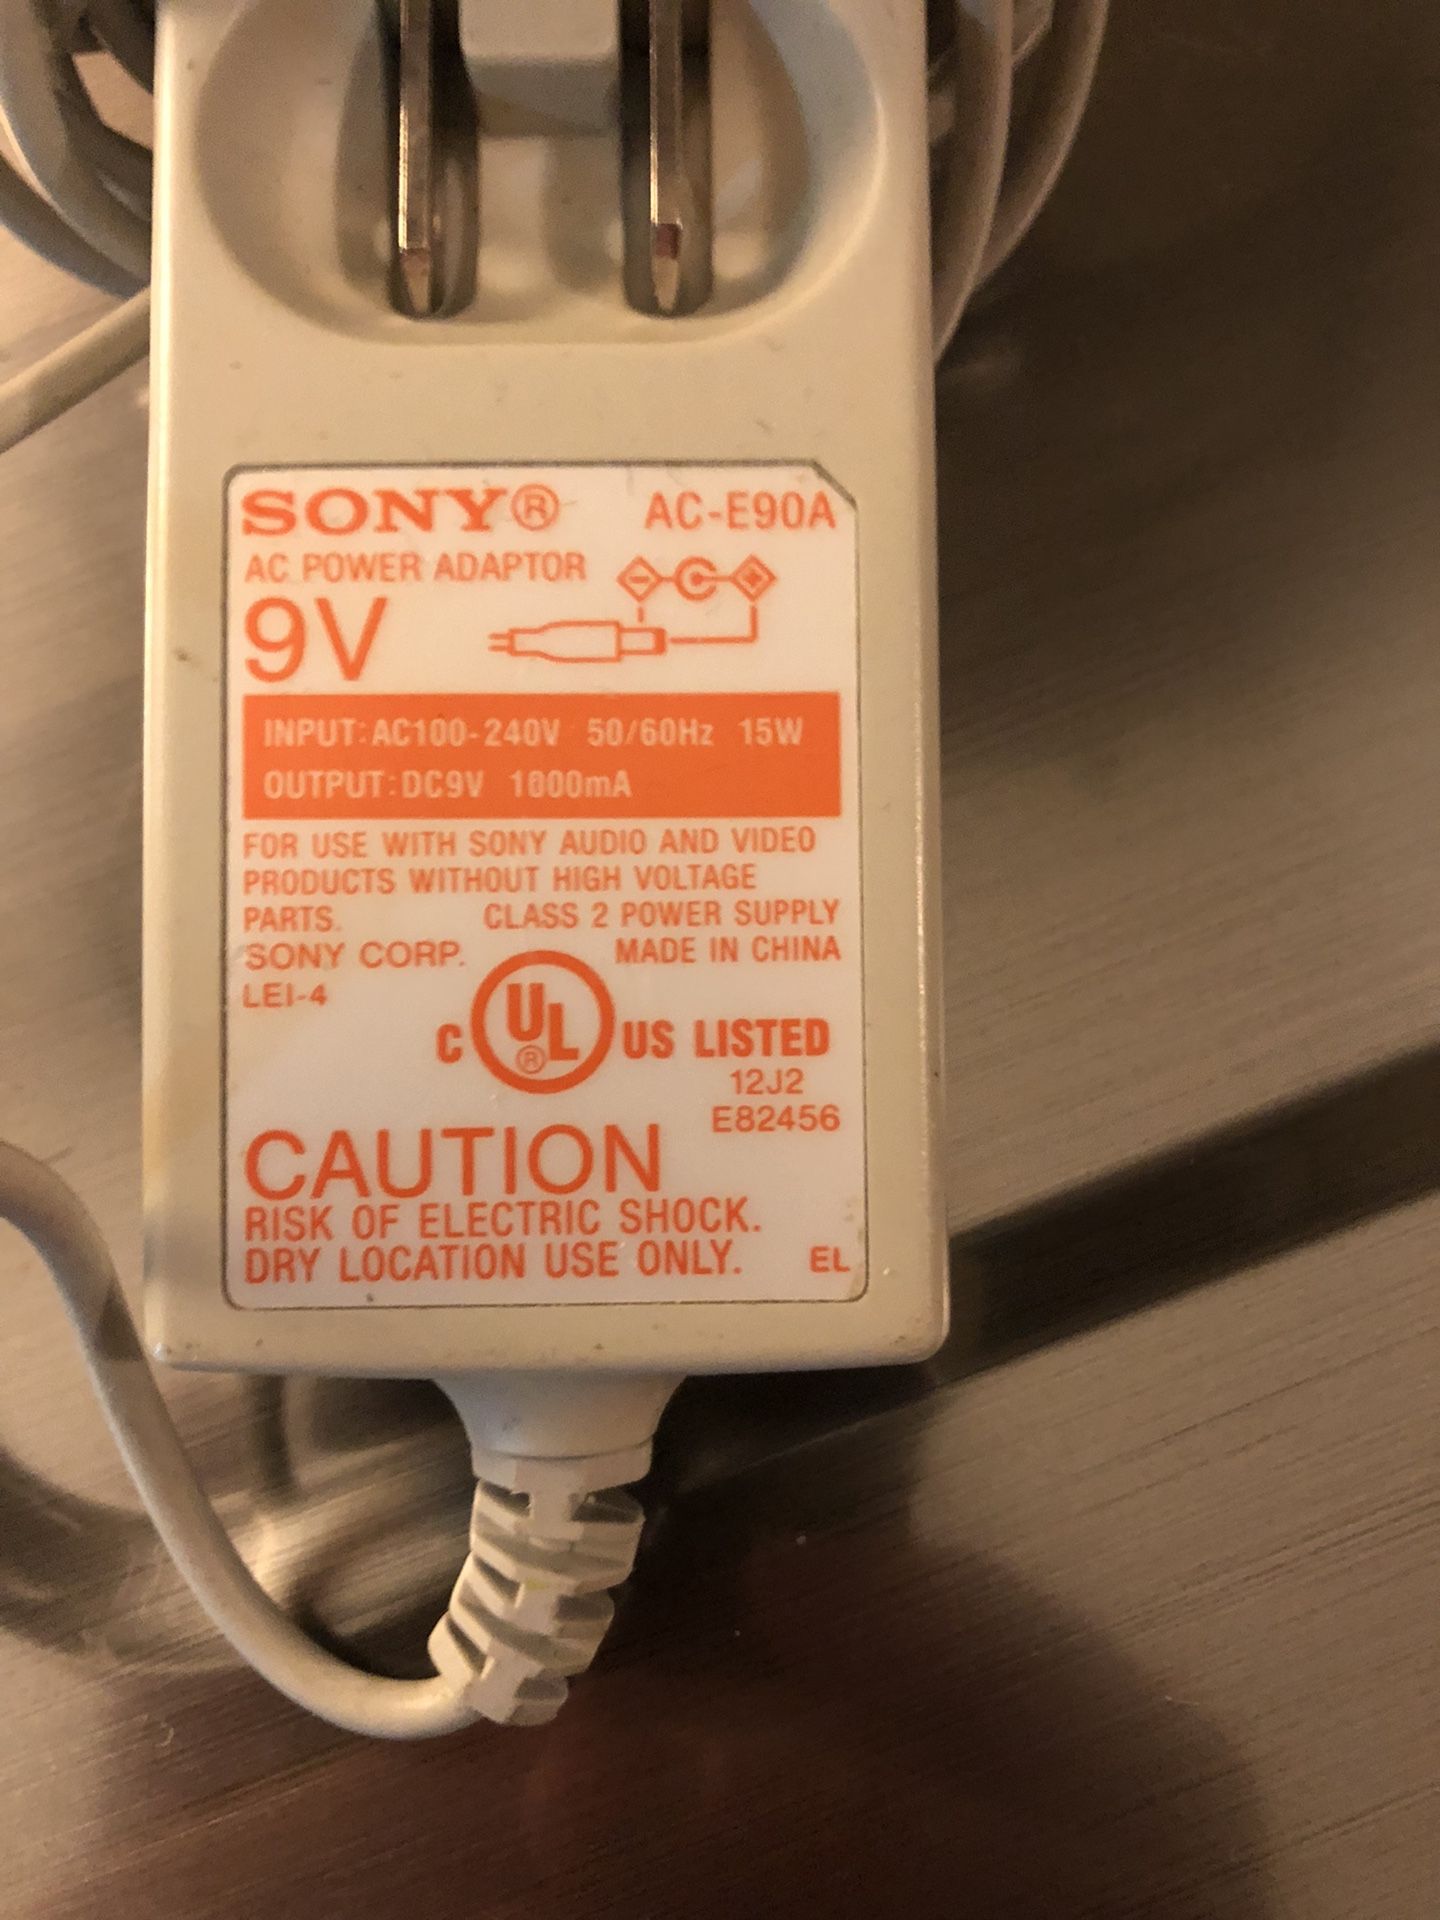 SONY® AC-E90A
AC POWER ADAPTOR
9V
INPUT:AC100-240V 50/60Hz 15W
OUTPUT:DC9V 1000mA
FOR USE WITH SONY AUDIO AND VIDEO
PRODUCTS WITHOUT HIGH VOLTAGE
PARTS. CLASS 2 POWER SUPPLY
SONY CORP. MADE IN CHINA
LEI-4
C UL® US LISTED
12J2
E82456
CAUTION
RISK OF ELECTRIC SHOCK.
DRY LOCATION USE ONLY. EL